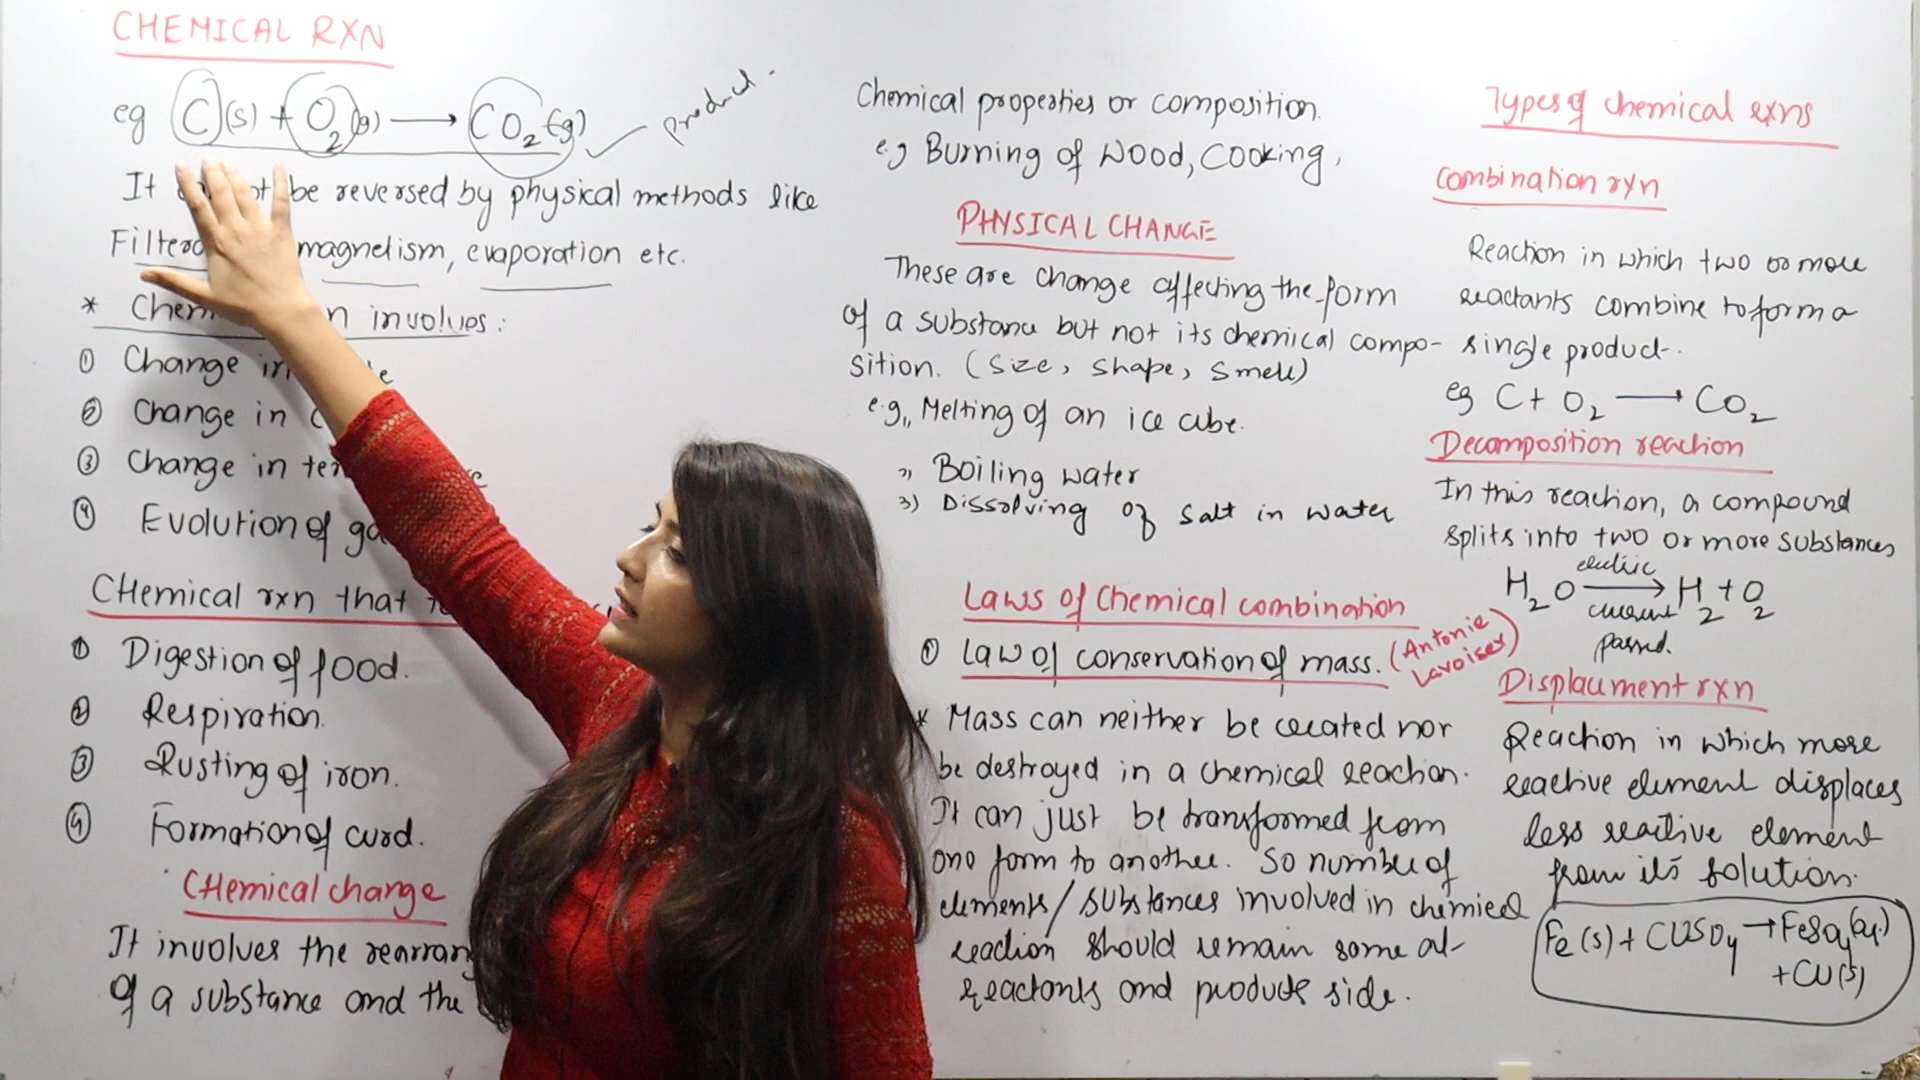 CHEMICAL RXN
eg C(s) + O2(g) → CO2(g) product
It be reversed by physical methods like
magnetism, evaporation etc.
* involves:
① Change in
② Change in
③ Change in
④ Evolution of
CHemical rxn that
① Digestion of food.
② Respiration.
③ Rusting of iron.
④ Formation of curd.
CHemical change
It involves the
of a substance and the
Chemical properties or composition.
e.g Burning of Wood, Cooking,
PHYSICAL CHANGE
These are change affecting the form
of a substance but not its chemical compo-
sition. (Size, Shape, Smell)
e.g,, Melting of an ice cube.
2) Boiling water
3) Dissolving of Salt in water
Laws of Chemical combination
① Law of conservation of mass. (Antonie Lavoiser)
* Mass can neither be created nor
be destroyed in a chemical reaction.
It can just be transformed from
one form to another. So number of
elements/substances involved in chemical
reaction should remain same at
reactants and product side.
Types of chemical rxns
Combination rxn
Reaction in which two or more
reactants combine to form a
single product.
eg C + O2 → CO2
Decomposition reaction
In this reaction, a compound
splits into two or more substances
H2O electric current passed. → H2 + O2
Displacment rxn
Reaction in which more
reactive element displaces
less reactive element
from its solution.
Fe(s) + CUSO4 → FeSO4(aq.)
+ CU(s)